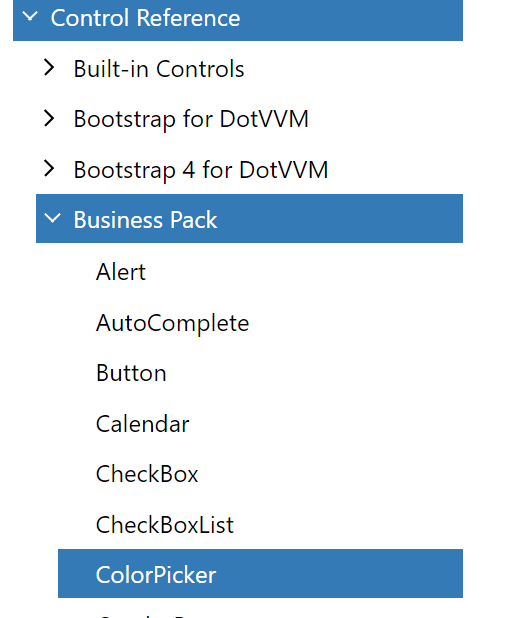 Control Reference
Built-in Controls
Bootstrap for DotVVM
Bootstrap 4 for DotVVM
Business Pack
Alert
AutoComplete
Button
Calendar
CheckBox
CheckBoxList
ColorPicker